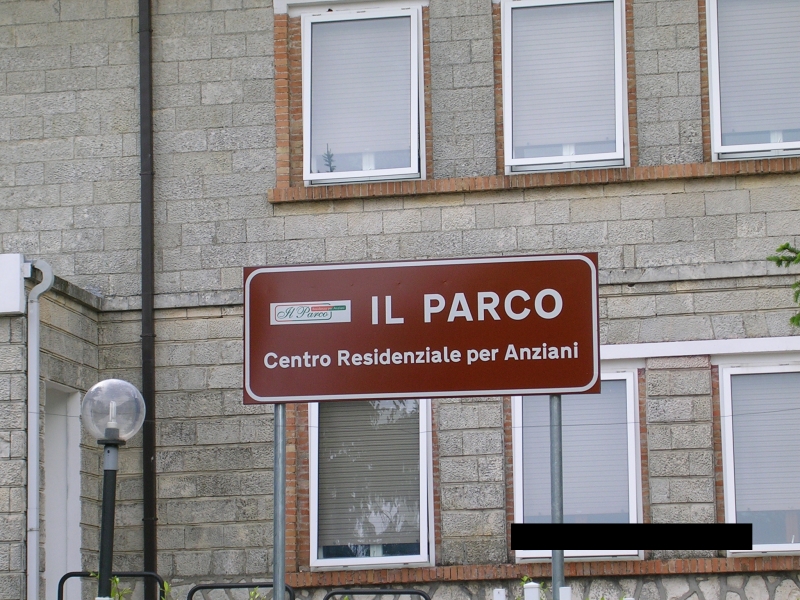 Il Parco
IL PARCO
Centro Residenziale per Anziani